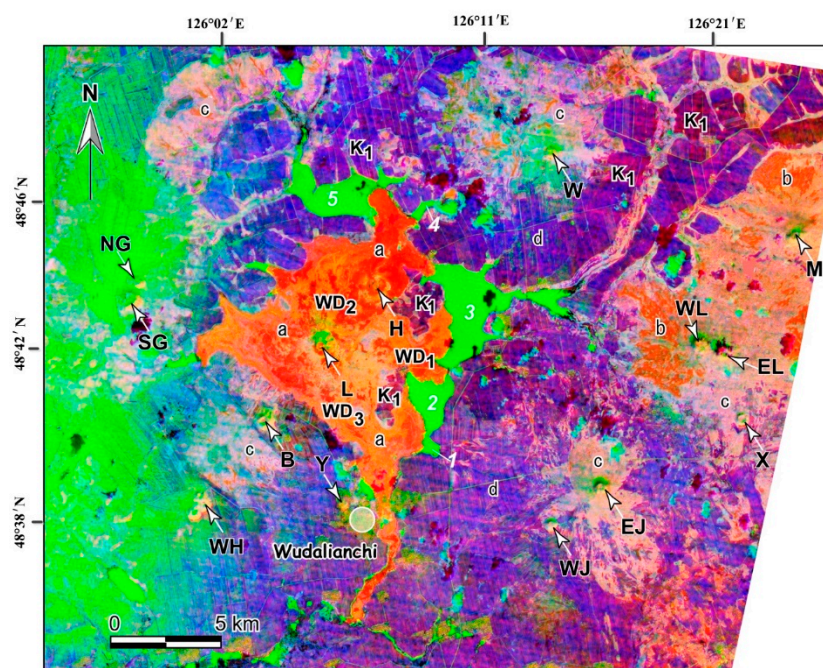 126°02′ E
126°11′ E
126°21′ E
N
c
c
K1
K1
b
5
K1
W
48°46′ N
4
a
d
M
NG
WD2
K1
3
H
SG
a
WL
b
48°42′ N
WD1
EL
L
K1
2
WD3
c
c
a
B
X
Y
1
c
d
WH
EJ
48°38′ N
Wudalianchi
WJ
0
5 km